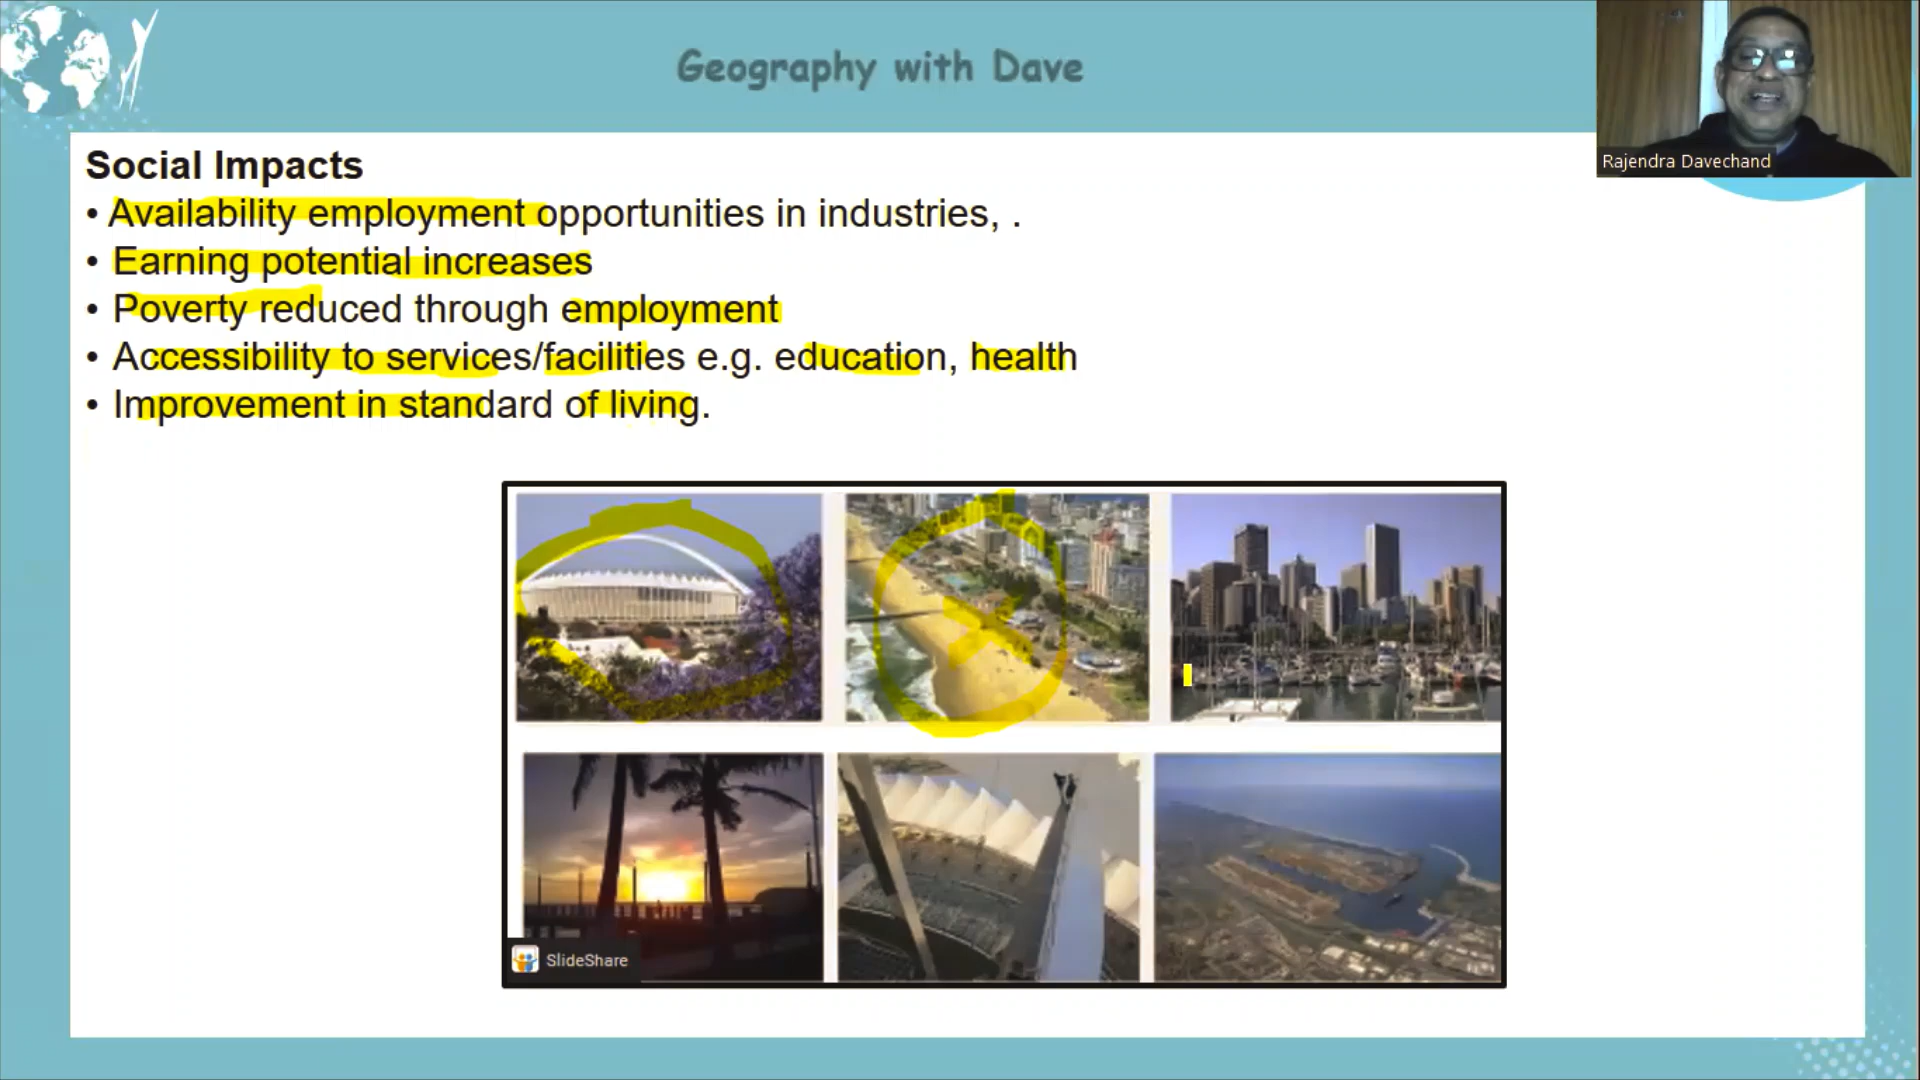 Geography with Dave
Rajendra Davechand
Social Impacts
• Availability employment opportunities in industries, .
• Earning potential increases
• Poverty reduced through employment
• Accessibility to services/facilities e.g. education, health
• Improvement in standard of living.
SlideShare